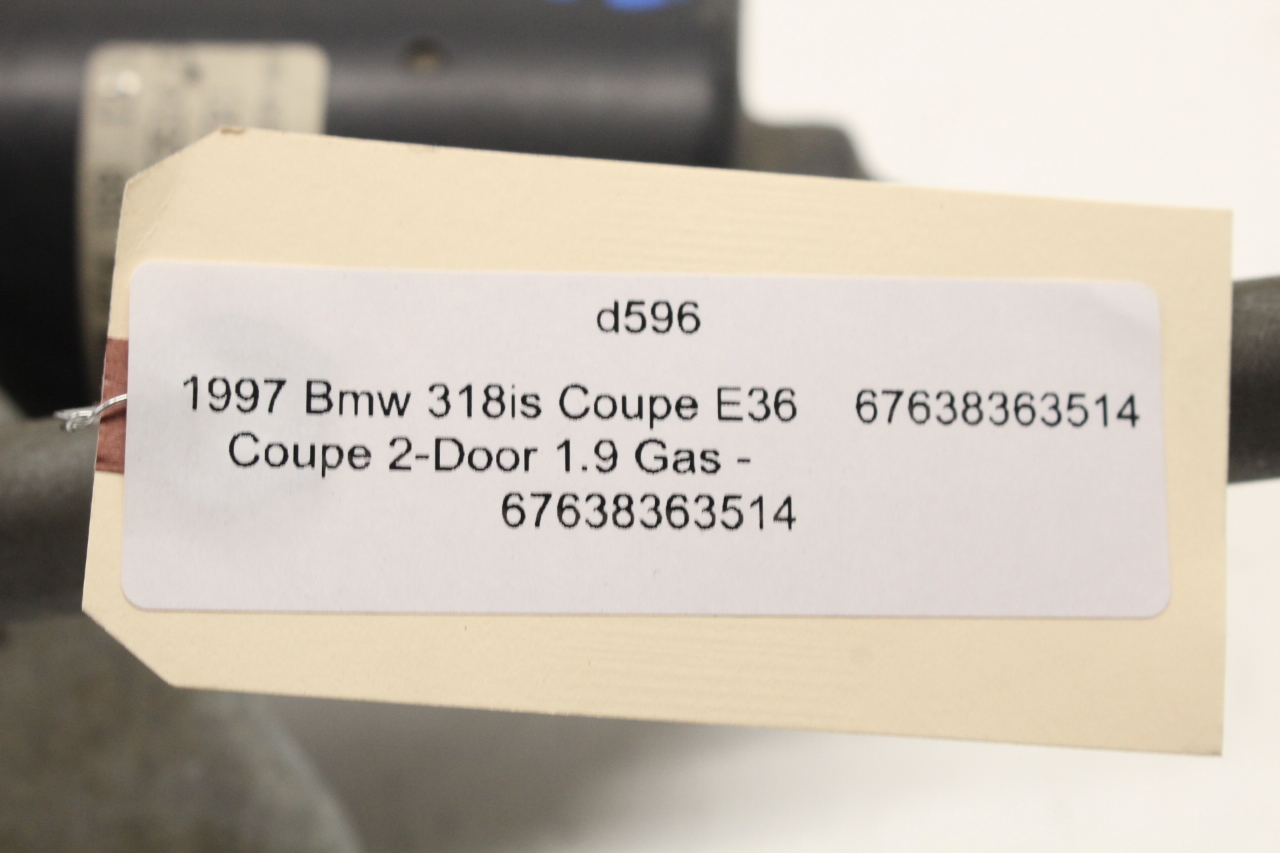 d596
1997 Bmw 318is Coupe E36 67638363514
Coupe 2-Door 1.9 Gas -
67638363514